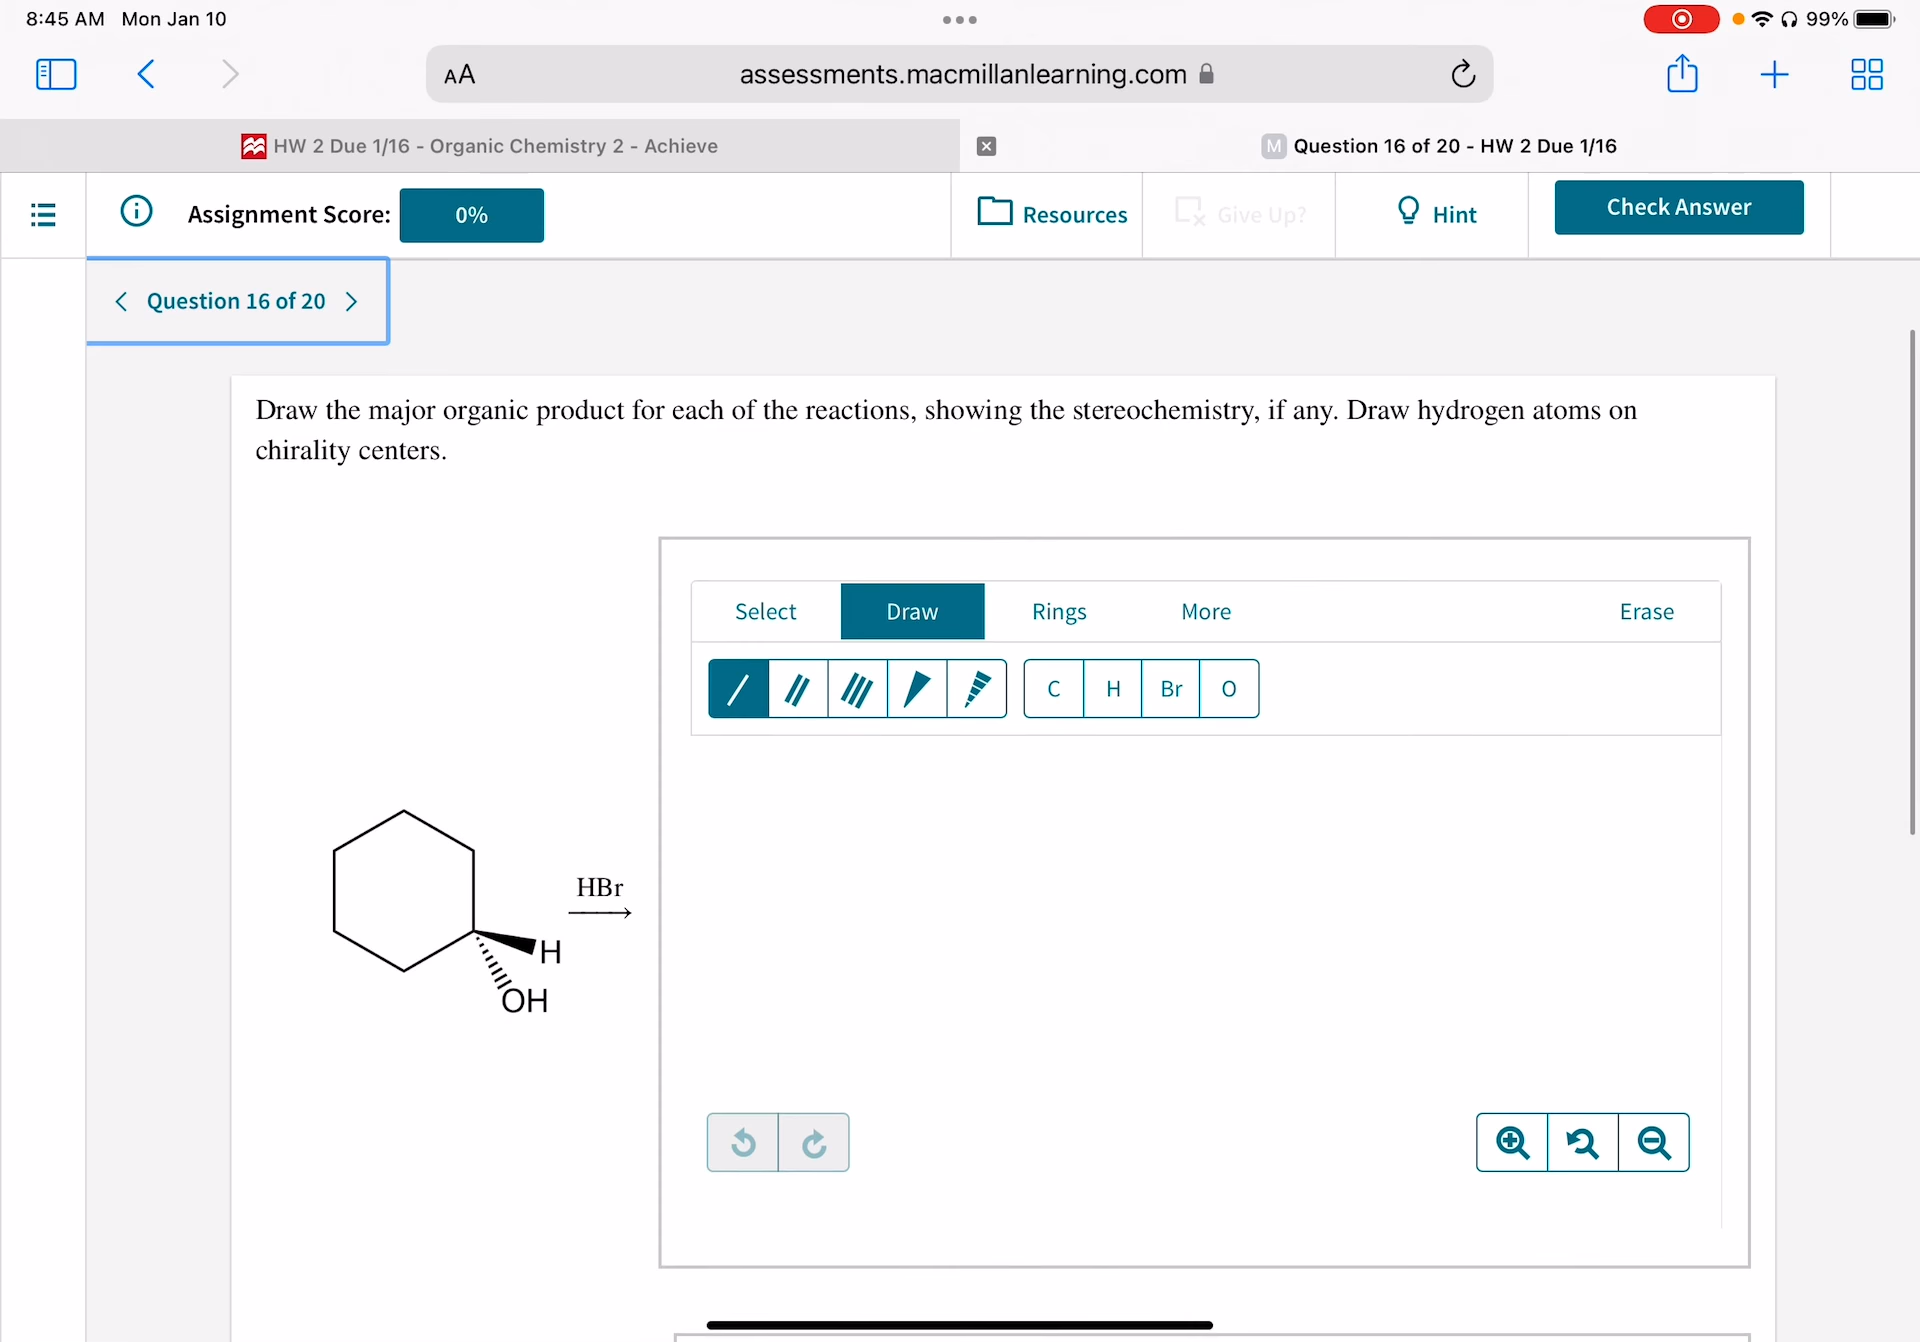 8:45 AM Mon Jan 10
99%
AA
assessments.macmillanlearning.com
HW 2 Due 1/16 - Organic Chemistry 2 - Achieve
M Question 16 of 20 - HW 2 Due 1/16
Assignment Score: 0%
Resources
Give Up?
Hint
Check Answer
Question 16 of 20
Draw the major organic product for each of the reactions, showing the stereochemistry, if any. Draw hydrogen atoms on
chirality centers.
Select Draw Rings More Erase
C H Br O
HBr
H
OH